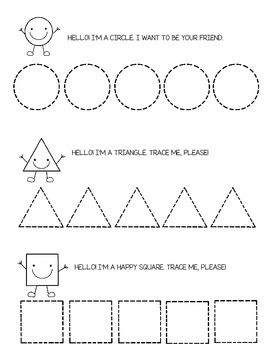 HELLO! I'M A CIRCLE. I WANT TO BE YOUR FRIEND.
HELLO! I'M A TRIANGLE. TRACE ME, PLEASE!
HELLO! I'M A HAPPY SQUARE. TRACE ME, PLEASE!